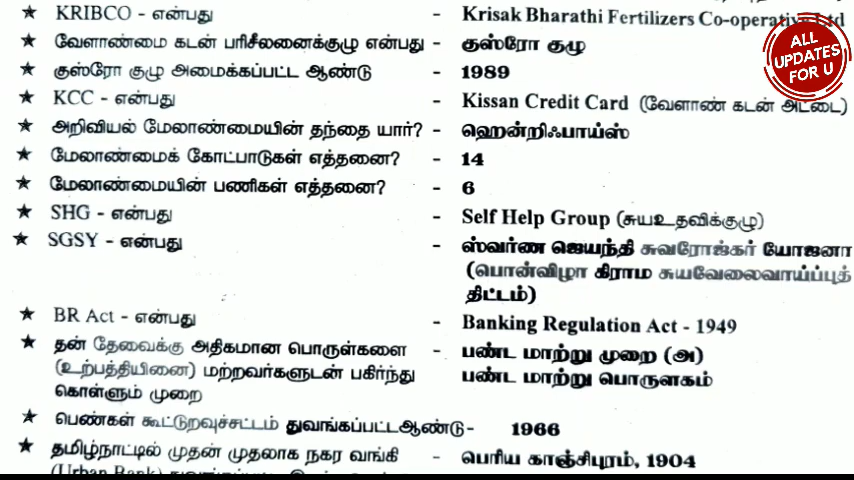 ★ KRIBCO - என்பது - Krisak Bharathi Fertilizers Co-operative Ltd
★ வேளாண்மை கடன் பரிசீலனைக்குழு என்பது - குஸ்ரோ குழு
★ குஸ்ரோ குழு அமைக்கப்பட்ட ஆண்டு - 1989
★ KCC - என்பது - Kissan Credit Card (வேளாண் கடன் அட்டை)
★ அறிவியல் மேலாண்மையின் தந்தை யார்? - ஹென்றிஃபாய்ஸ்
★ மேலாண்மைக் கோட்பாடுகள் எத்தனை? - 14
★ மேலாண்மையின் பணிகள் எத்தனை? - 6
★ SHG - என்பது - Self Help Group (சுயஉதவிக்குழு)
★ SGSY - என்பது - ஸ்வர்ண ஜெயந்தி சுவரோஜ்கர் யோஜனா
(பொன்விழா கிராம சுயவேலைவாய்ப்புத்
திட்டம்)
★ BR Act - என்பது - Banking Regulation Act - 1949
★ தன் தேவைக்கு அதிகமான பொருள்களை - பண்ட மாற்று முறை (அ)
(உற்பத்தியினை) மற்றவர்களுடன் பகிர்ந்து பண்ட மாற்று பொருளகம்
கொள்ளும் முறை
★ பெண்கள் கூட்டுறவுச்சட்டம் துவங்கப்பட்டஆண்டு- 1966
★ தமிழ்நாட்டில் முதன் முதலாக நகர வங்கி - பெரிய காஞ்சிபுரம், 1904
(Urban Bank)
ALL
UPDATES
FOR U